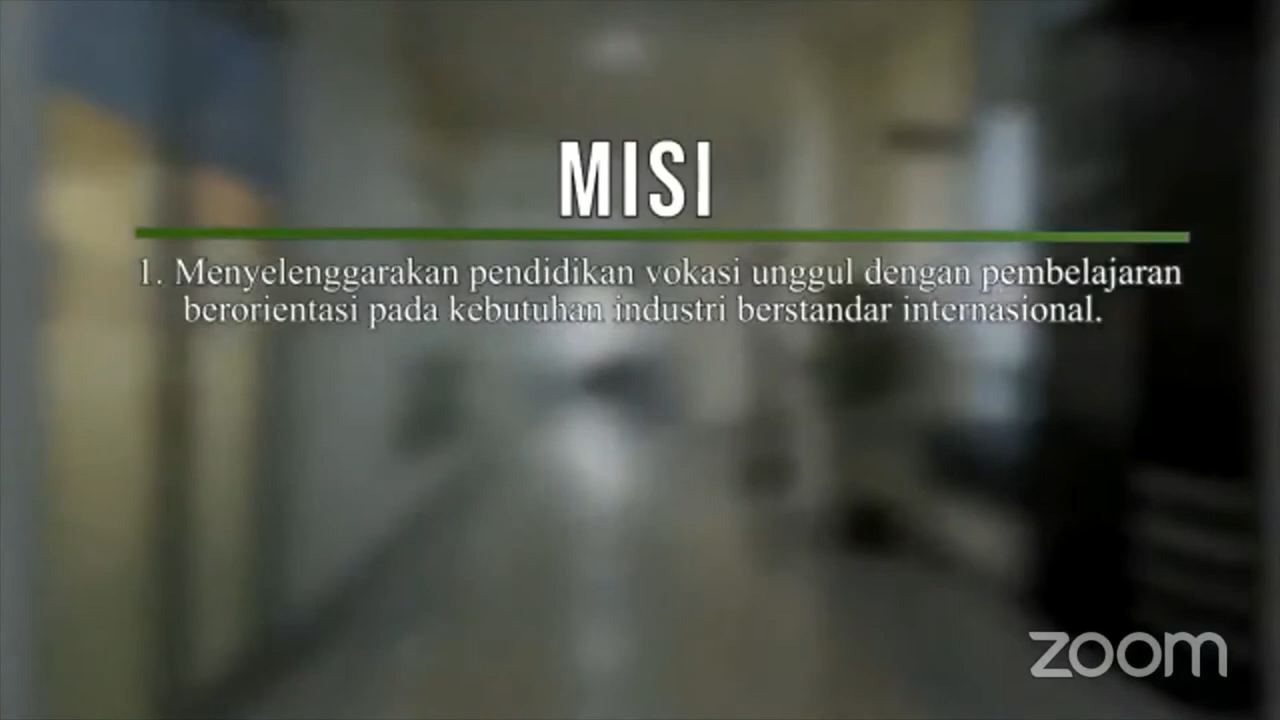 MISI
1. Menyelenggarakan pendidikan vokasi unggul dengan pembelajaran
berorientasi pada kebutuhan industri berstandar internasional.
zoom